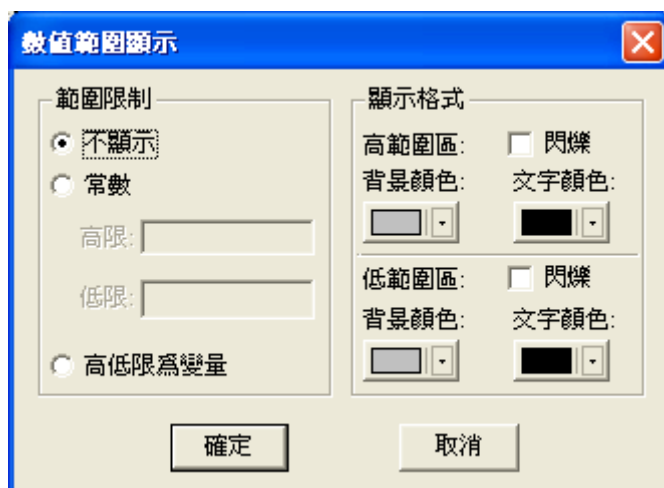 數值範圍顯示
範圍限制
不顯示
常數
高限:
低限:
高低限爲變量
顯示格式
高範圍區: 閃爍
背景顏色: 文字顏色:
低範圍區: 閃爍
背景顏色: 文字顏色:
確定 取消